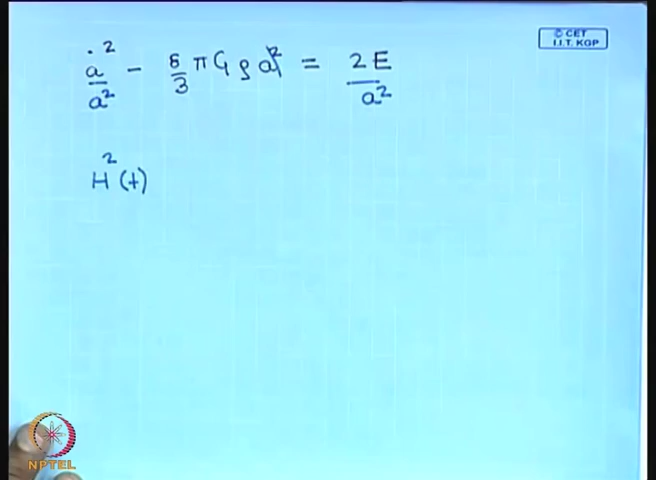 © CET
I.I.T. KGP
ȧ²/a² - 8/3 π G ρ a² = 2E/a²
H²(t)
NPTEL